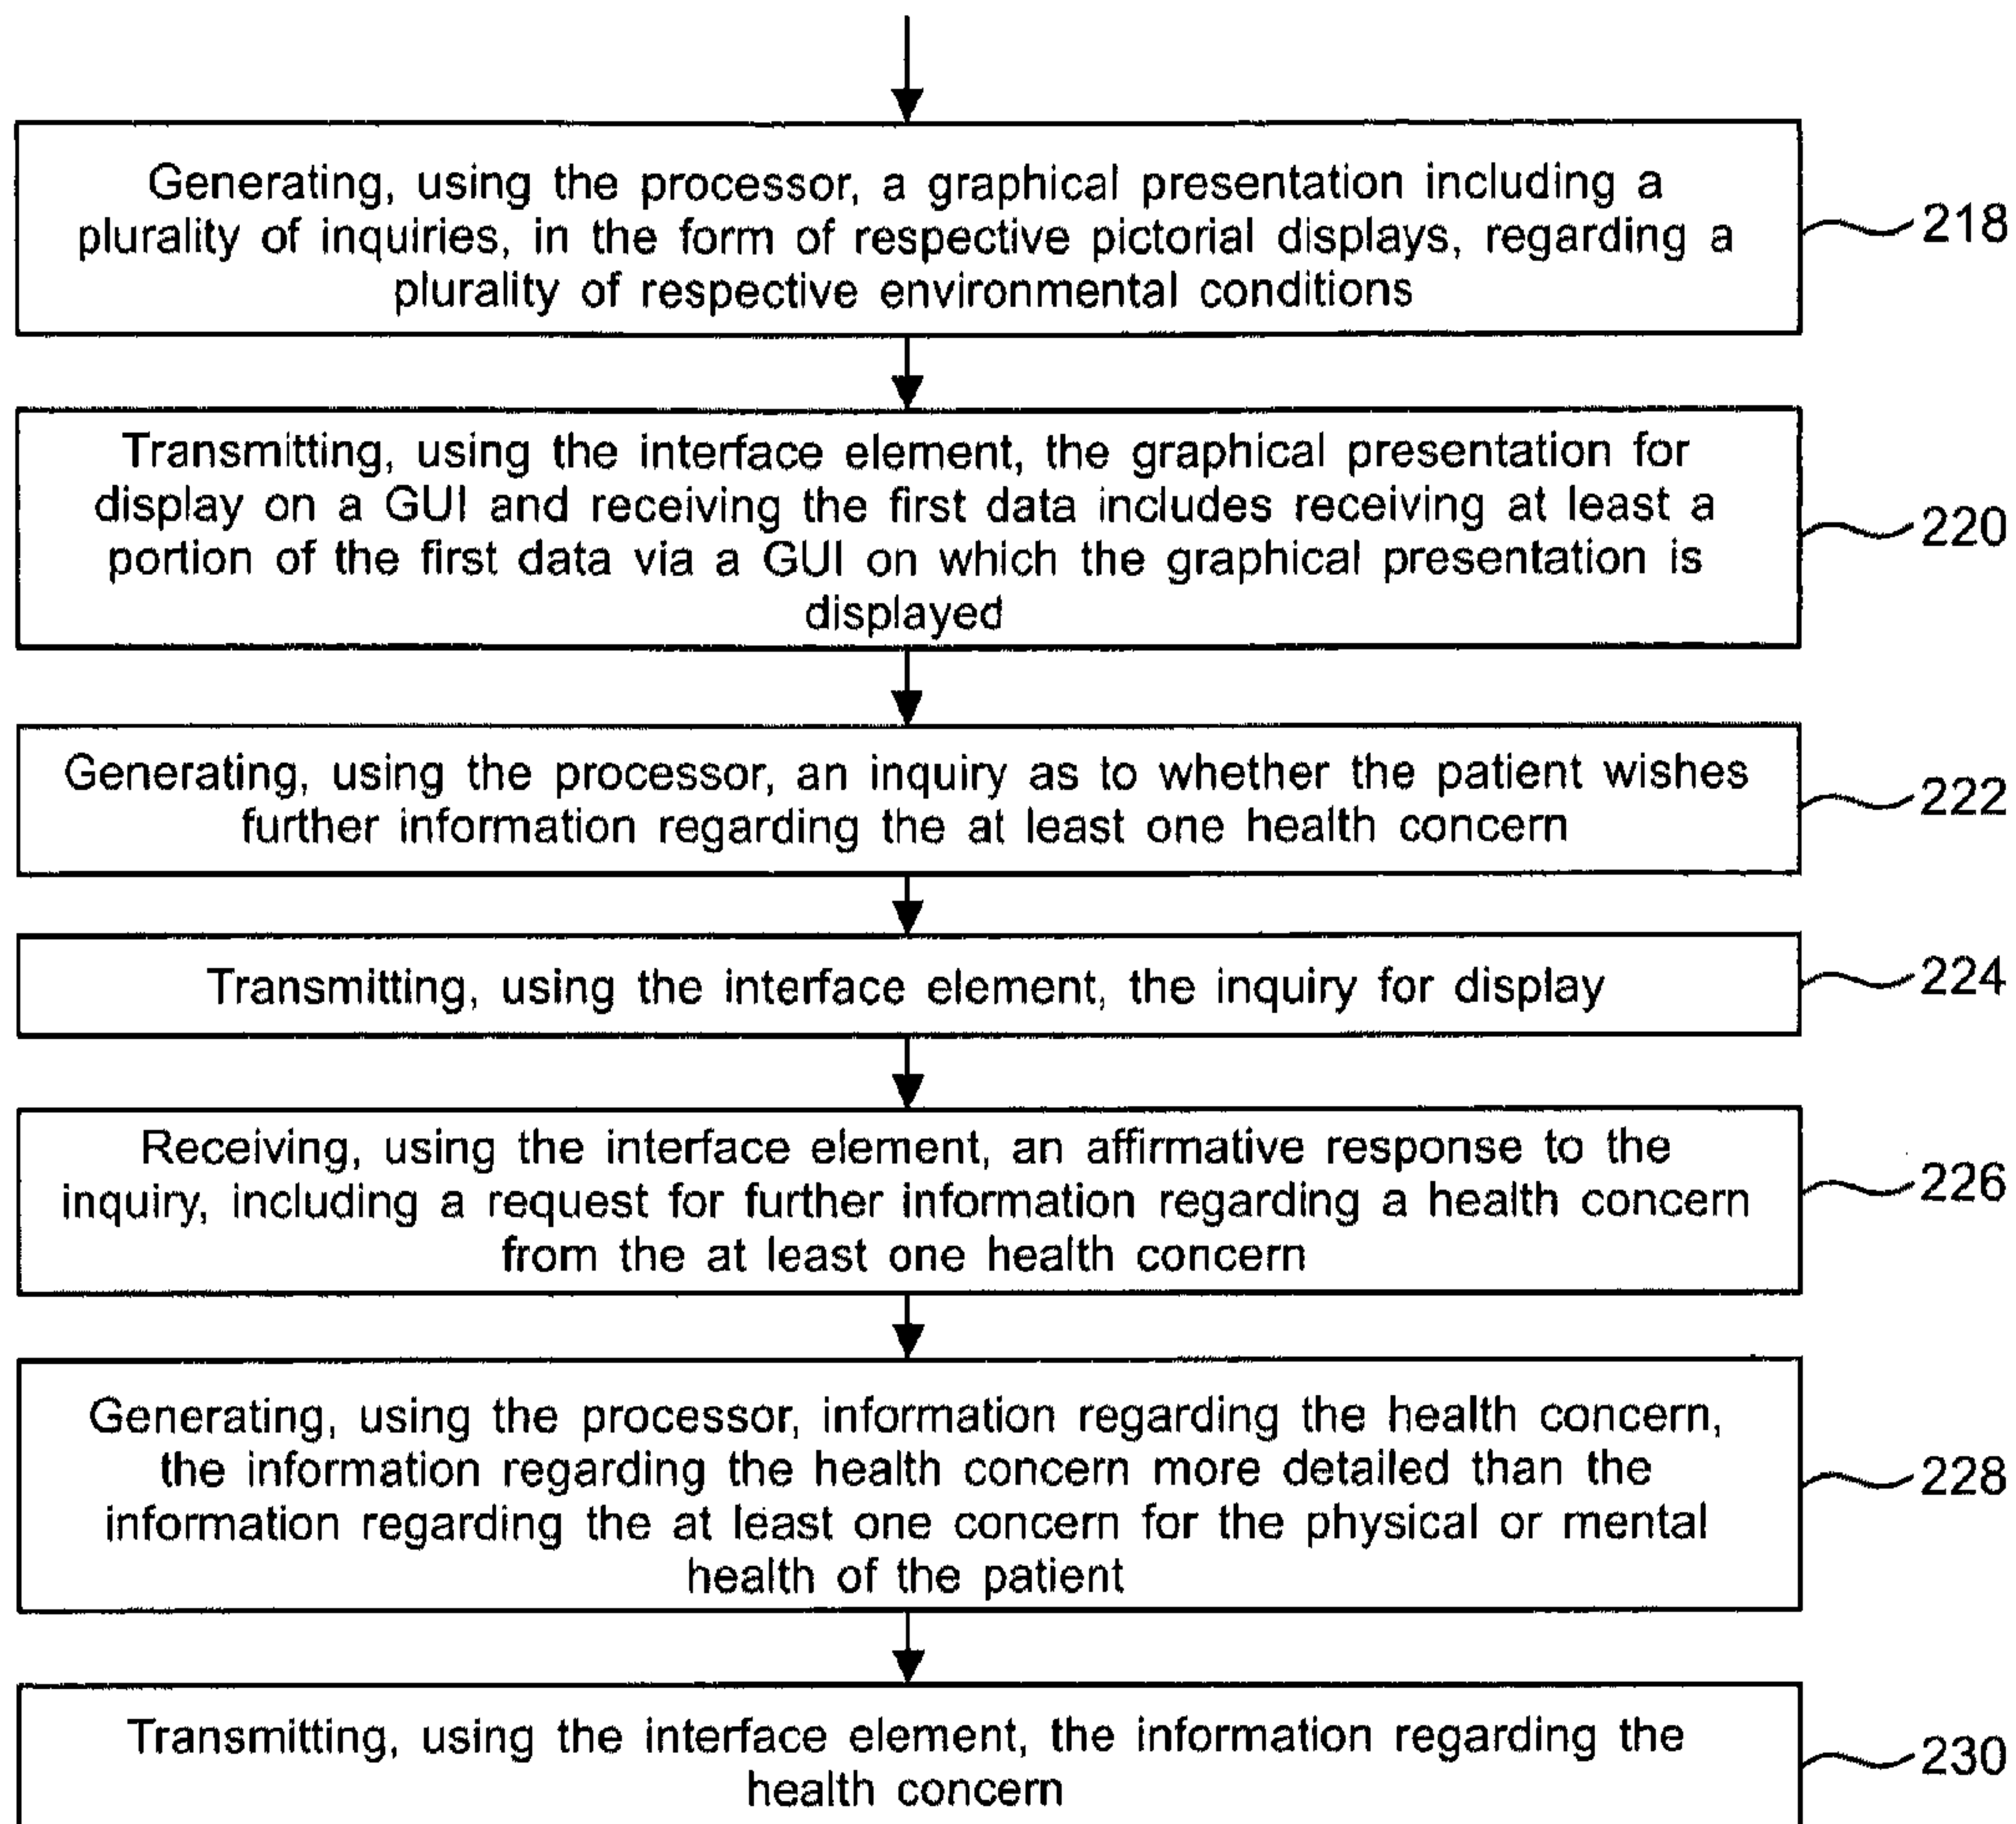 Generating, using the processor, a graphical presentation including a
plurality of inquiries, in the form of respective pictorial displays, regarding a
plurality of respective environmental conditions
218
Transmitting, using the interface element, the graphical presentation for
display on a GUI and receiving the first data includes receiving at least a
portion of the first data via a GUI on which the graphical presentation is
displayed
220
Generating, using the processor, an inquiry as to whether the patient wishes
further information regarding the at least one health concern
222
Transmitting, using the interface element, the inquiry for display
224
Receiving, using the interface element, an affirmative response to the
inquiry, including a request for further information regarding a health concern
from the at least one health concern
226
Generating, using the processor, information regarding the health concern,
the information regarding the health concern more detailed than the
information regarding the at least one concern for the physical or mental
health of the patient
228
Transmitting, using the interface element, the information regarding the
health concern
230